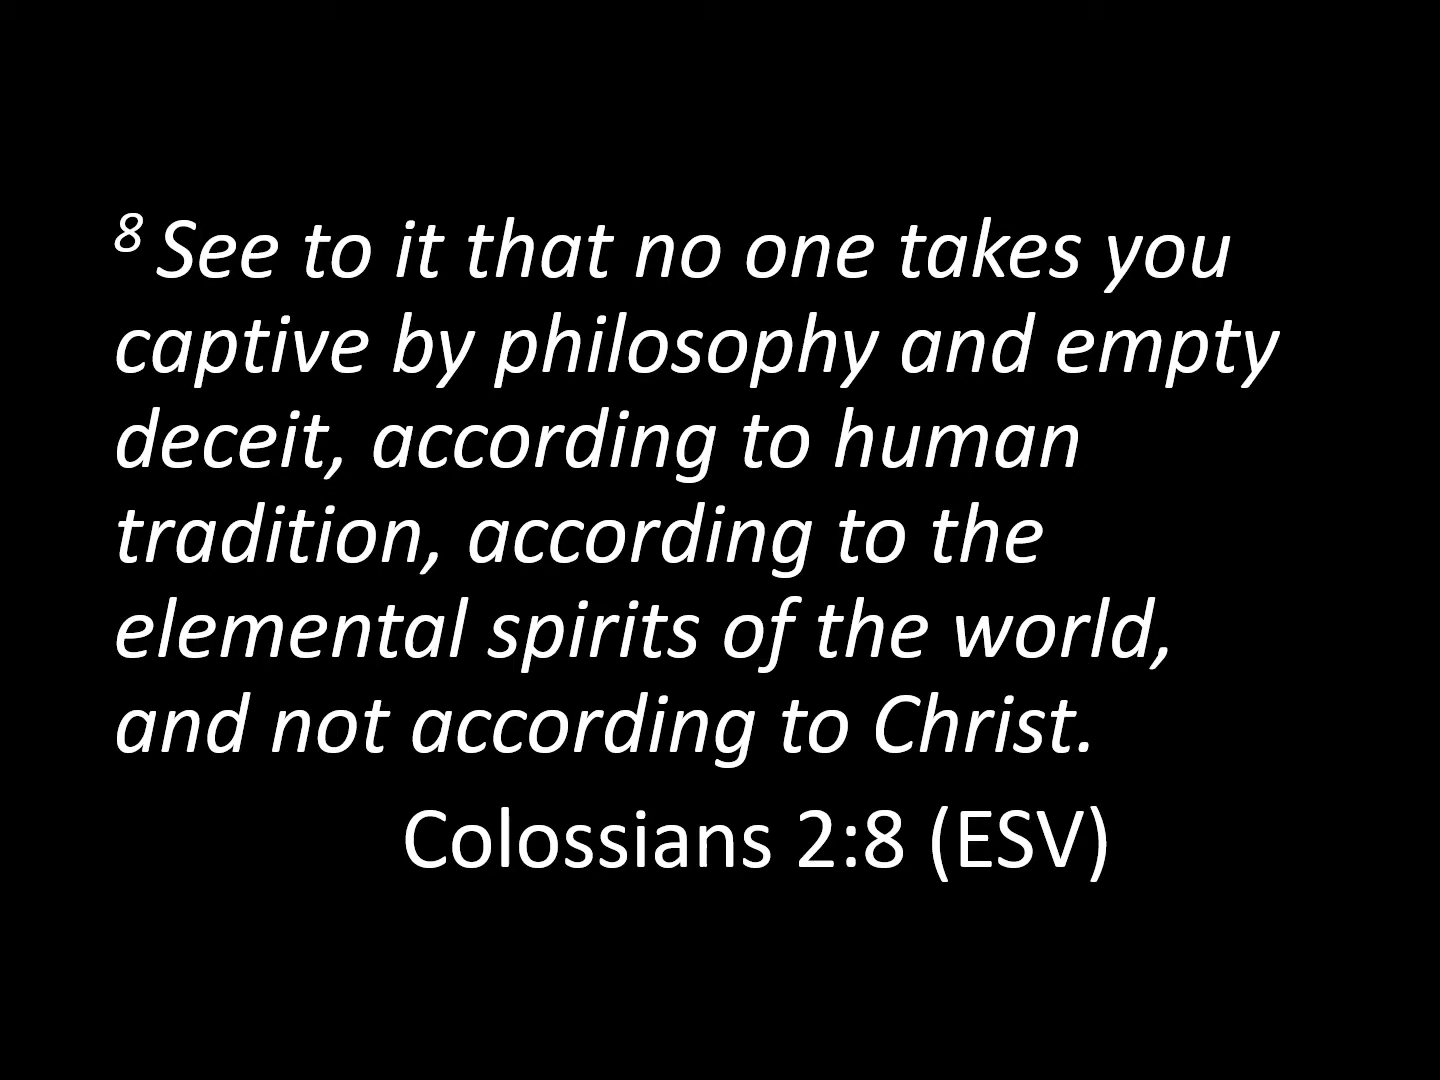 8 See to it that no one takes you
captive by philosophy and empty
deceit, according to human
tradition, according to the
elemental spirits of the world,
and not according to Christ.
Colossians 2:8 (ESV)